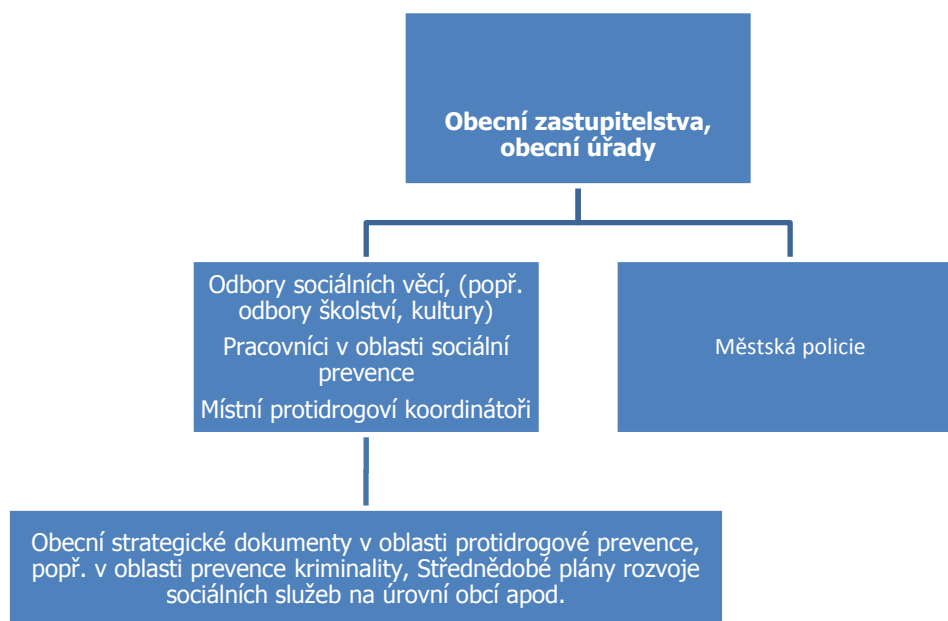 Obecní zastupitelstva,
obecní úřady
Odbory sociálních věcí, (popř.
odbory školství, kultury)
Pracovníci v oblasti sociální
prevence
Místní protidrogoví koordinátoři
Městská policie
Obecní strategické dokumenty v oblasti protidrogové prevence,
popř. v oblasti prevence kriminality, Střednědobé plány rozvoje
sociálních služeb na úrovní obcí apod.